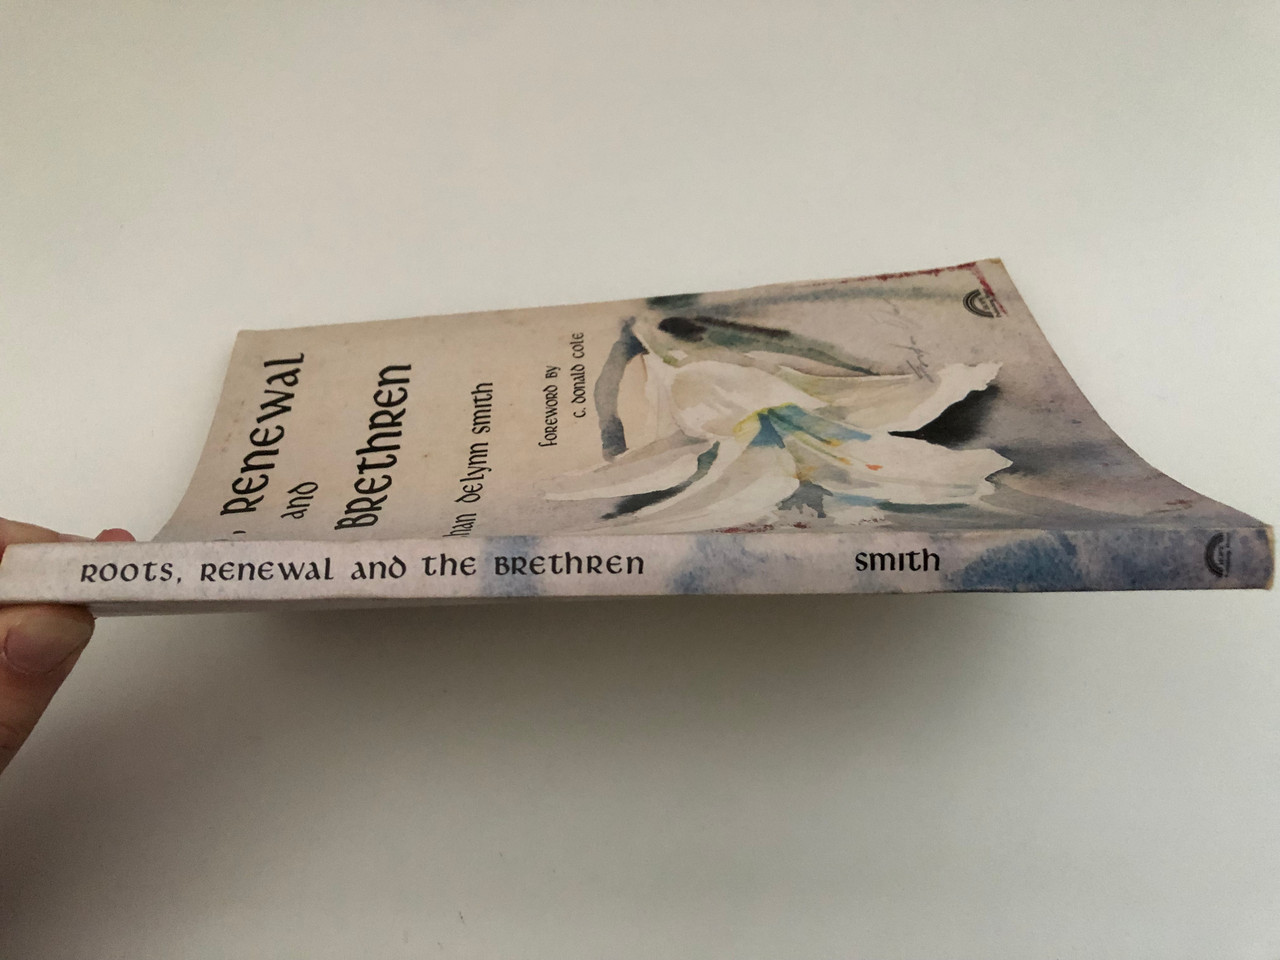 , RENEWAL
and
BRETHREN
han delynn smith
foreword by
c. donald cole
ROOTS, RENEWAL and the BRETHREN
smith